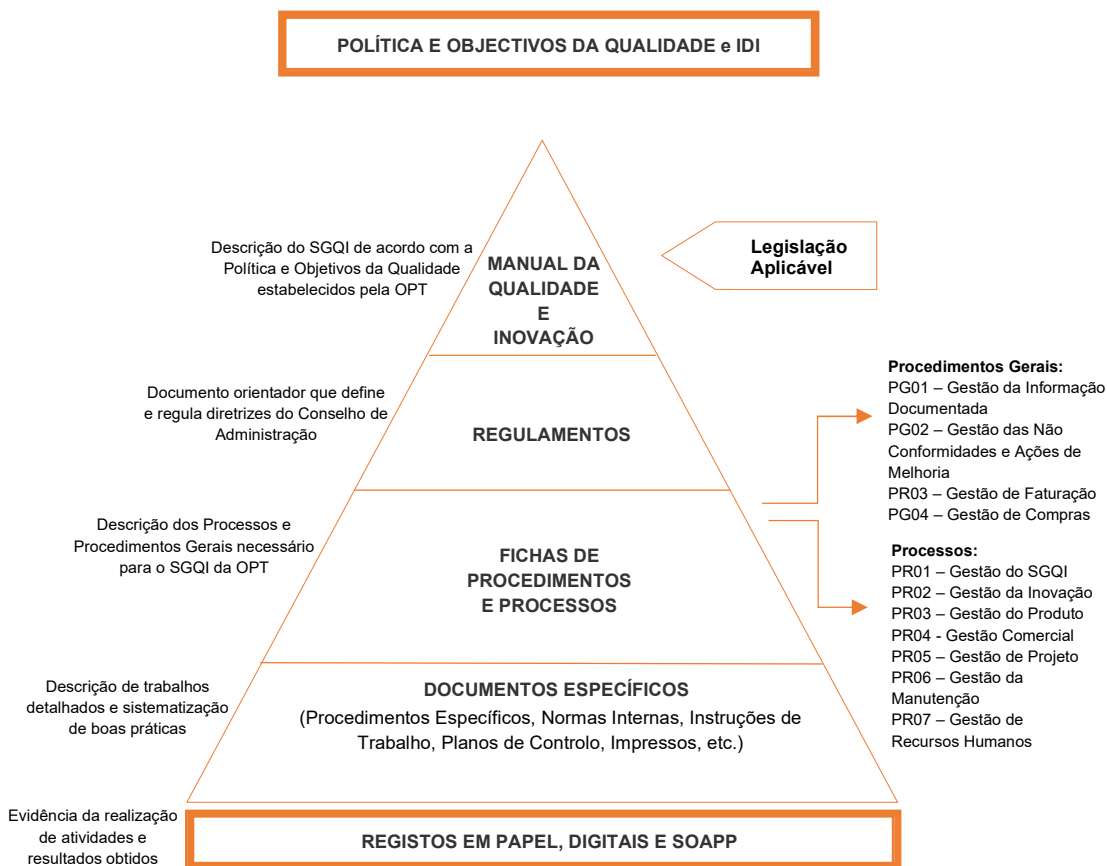 POLÍTICA E OBJECTIVOS DA QUALIDADE e IDI
Descrição do SGQI de acordo com a
Política e Objetivos da Qualidade
estabelecidos pela OPT
MANUAL DA
QUALIDADE
E
INOVAÇÃO
Legislação
Aplicável
Documento orientador que define
e regula diretrizes do Conselho de
Administração
REGULAMENTOS
Procedimentos Gerais:
PG01 – Gestão da Informação
Documentada
PG02 – Gestão das Não
Conformidades e Ações de
Melhoria
PR03 – Gestão de Faturação
PG04 – Gestão de Compras
Descrição dos Processos e
Procedimentos Gerais necessário
para o SGQI da OPT
FICHAS DE
PROCEDIMENTOS
E PROCESSOS
Processos:
PR01 – Gestão do SGQI
PR02 – Gestão da Inovação
PR03 – Gestão do Produto
PR04 - Gestão Comercial
PR05 – Gestão de Projeto
PR06 – Gestão da
Manutenção
PR07 – Gestão de
Recursos Humanos
Descrição de trabalhos
detalhados e sistematização
de boas práticas
DOCUMENTOS ESPECÍFICOS
(Procedimentos Específicos, Normas Internas, Instruções de
Trabalho, Planos de Controlo, Impressos, etc.)
Evidência da realização
de atividades e
resultados obtidos
REGISTOS EM PAPEL, DIGITAIS E SOAPP